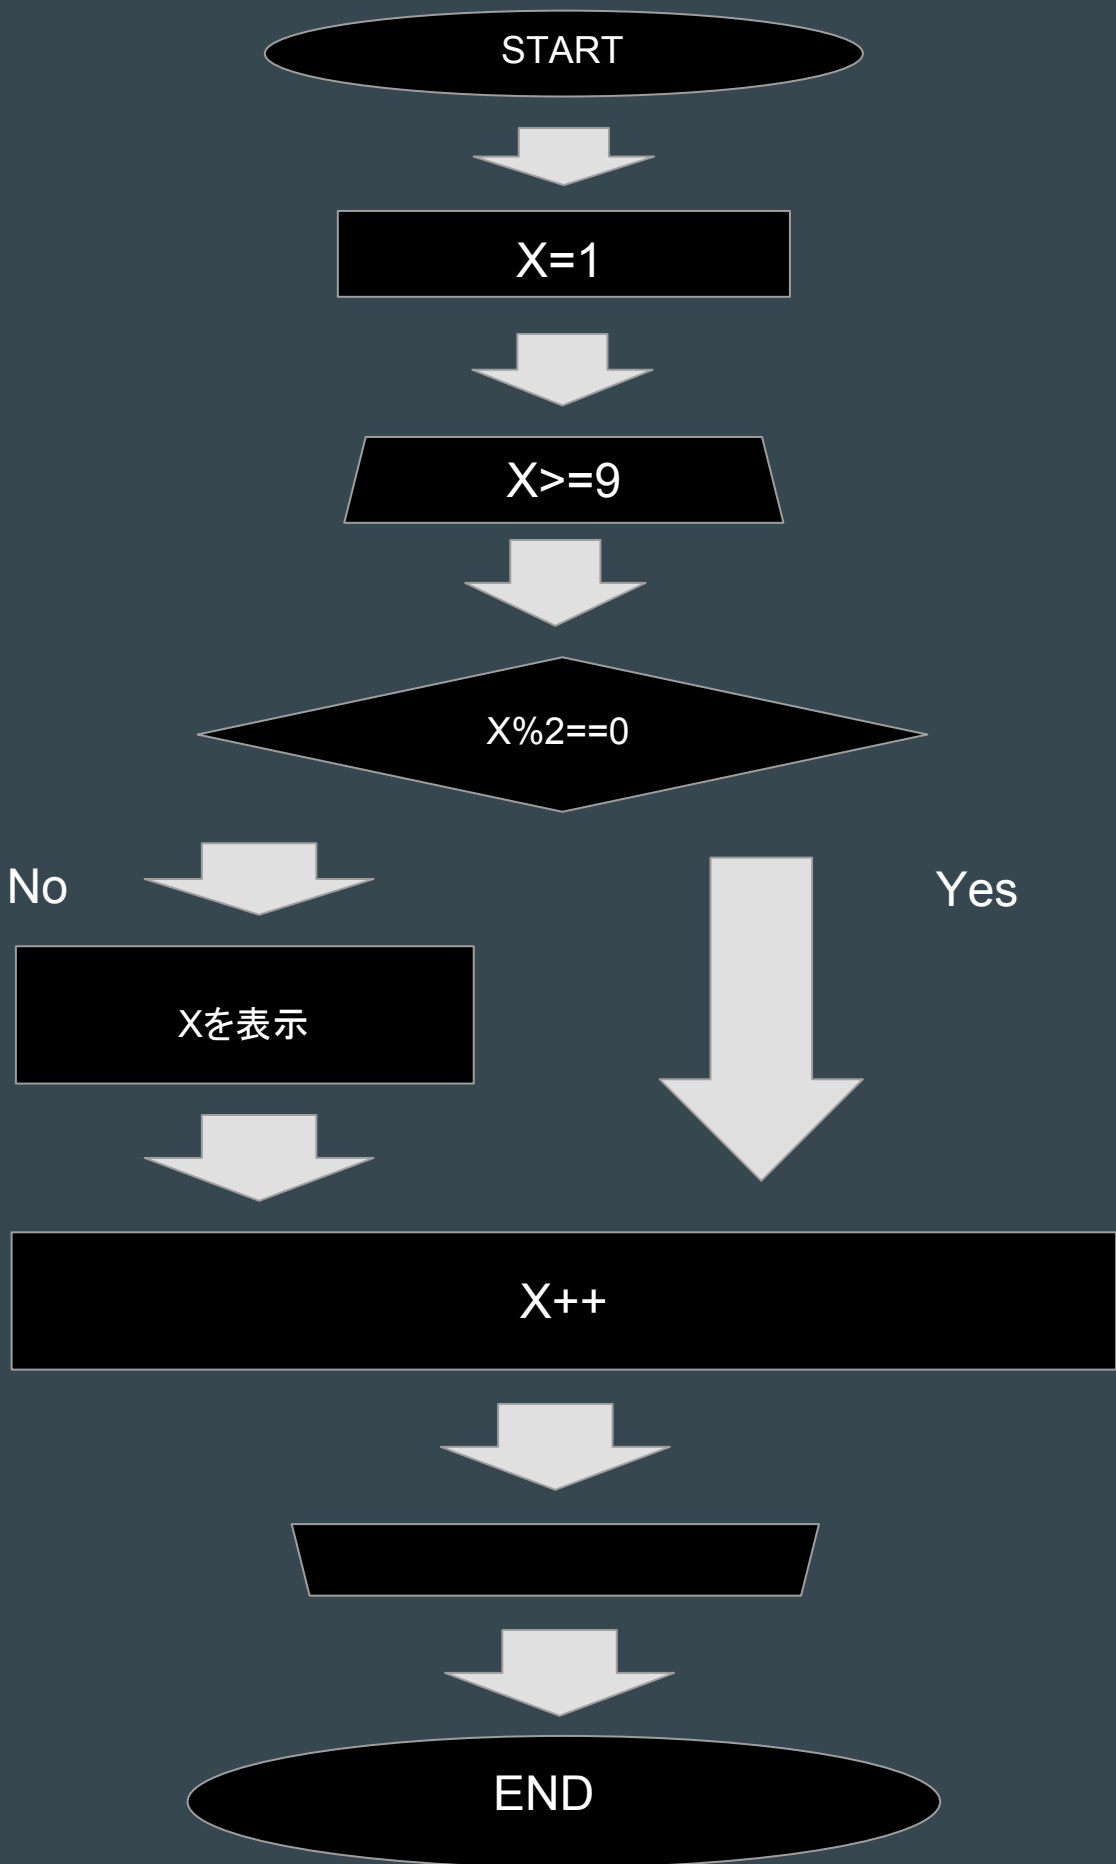 START
X=1
X>=9
X%2==0
No
Yes
Xを表示
X++
END